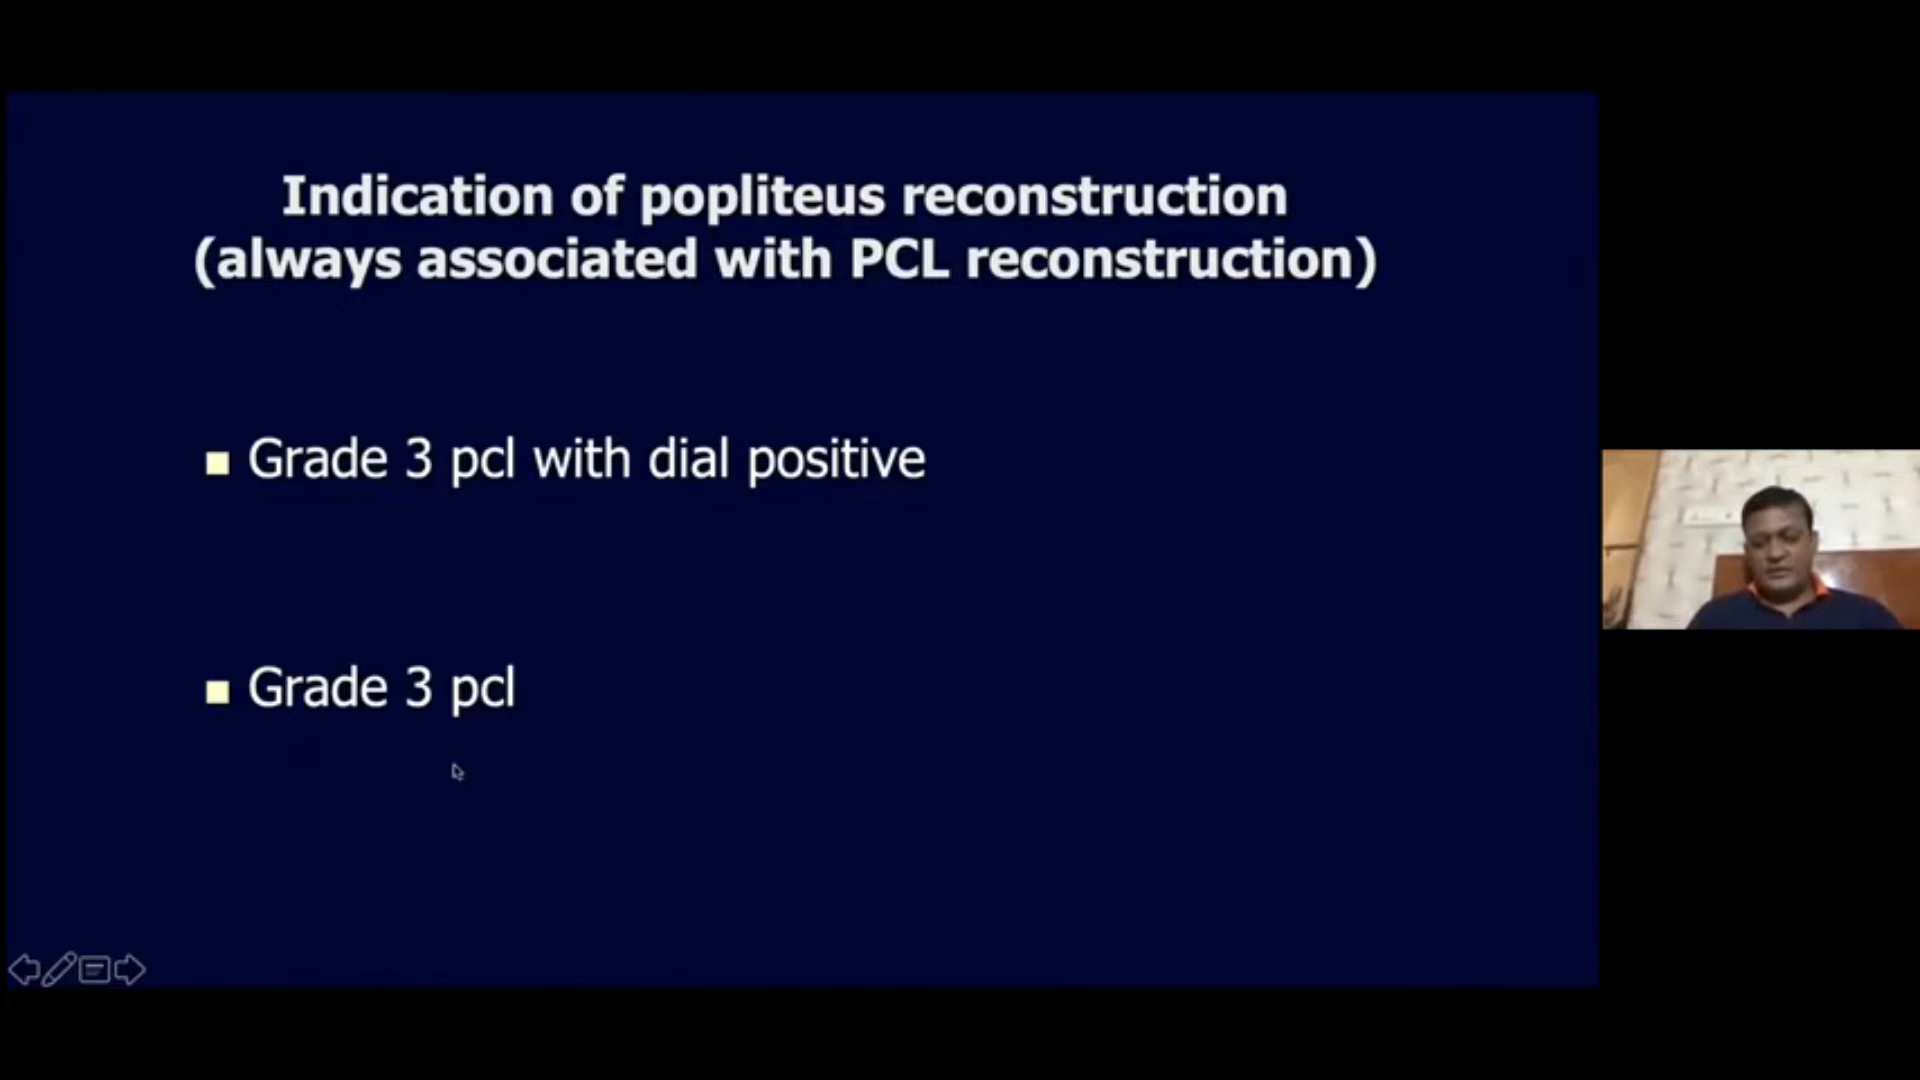 Indication of popliteus reconstruction
(always associated with PCL reconstruction)
Grade 3 pcl with dial positive
Grade 3 pcl